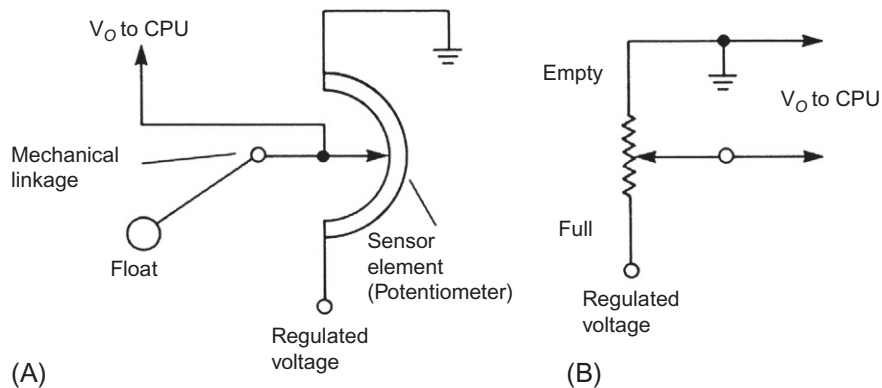 V_O to CPU
Mechanical
linkage
Float
Sensor
element
(Potentiometer)
Regulated
voltage
(A)
Empty
V_O to CPU
Full
Regulated
voltage
(B)